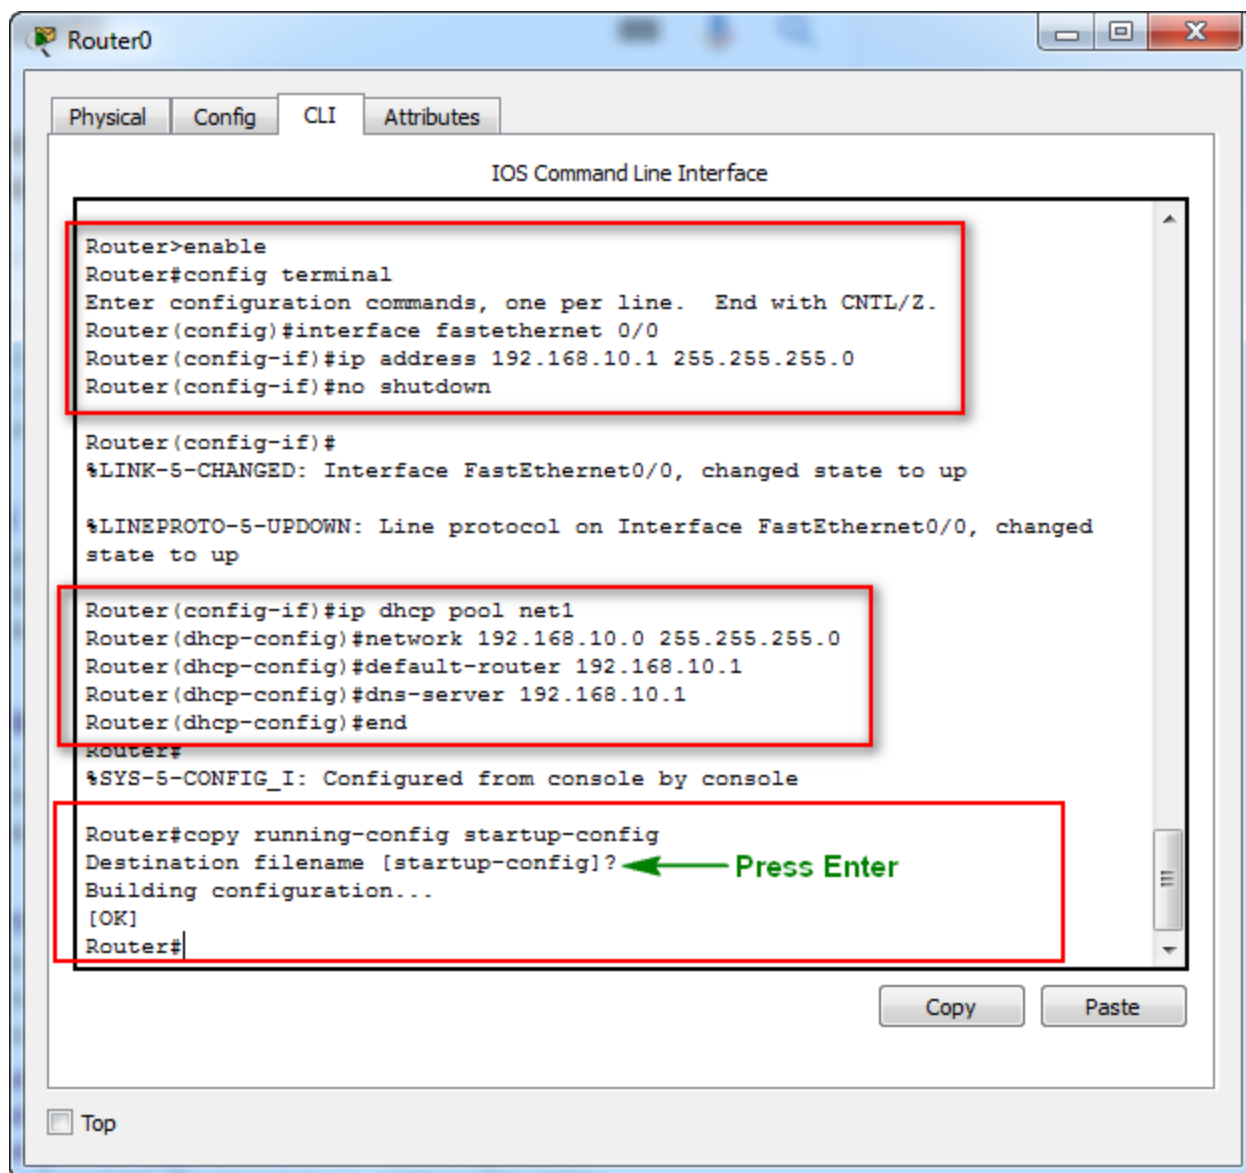 Router0
Physical Config CLI Attributes
IOS Command Line Interface
Router>enable
Router#config terminal
Enter configuration commands, one per line.  End with CNTL/Z.
Router(config)#interface fastethernet 0/0
Router(config-if)#ip address 192.168.10.1 255.255.255.0
Router(config-if)#no shutdown
Router(config-if)#
%LINK-5-CHANGED: Interface FastEthernet0/0, changed state to up
%LINEPROTO-5-UPDOWN: Line protocol on Interface FastEthernet0/0, changed
state to up
Router(config-if)#ip dhcp pool net1
Router(dhcp-config)#network 192.168.10.0 255.255.255.0
Router(dhcp-config)#default-router 192.168.10.1
Router(dhcp-config)#dns-server 192.168.10.1
Router(dhcp-config)#end
Router#
%SYS-5-CONFIG_I: Configured from console by console
Router#copy running-config startup-config
Destination filename [startup-config]? Press Enter
Building configuration...
[OK]
Router#
Copy Paste
Top